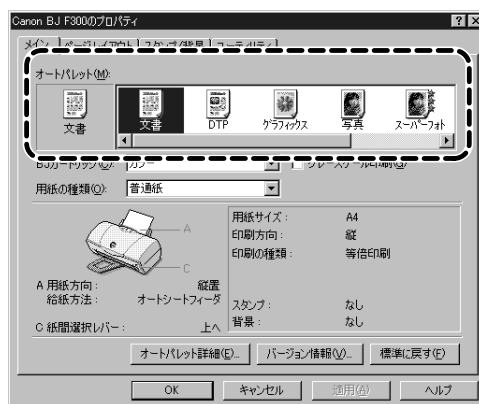 Canon BJ F300のプロパティ
メイン ページレイアウト スタンプ/背景 ユーティリティ
オートパレット(M):
文書 文書 DTP グラフィックス 写真 スーパーフォト
BJカートリッジ(C): カラー グレースケール印刷(G)
用紙の種類(O): 普通紙
用紙サイズ: A4
印刷方向: 縦
印刷の種類: 等倍印刷
A
C
A 用紙方向: 縦置
給紙方法: オートシートフィーダ
スタンプ: なし
背景: なし
C 紙間選択レバー: 上へ
オートパレット詳細(E)... バージョン情報(V)... 標準に戻す(F)
OK キャンセル 適用(A) ヘルプ